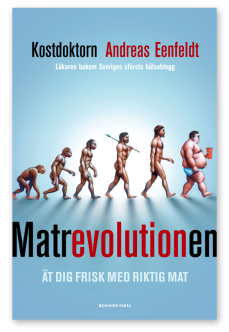 Kostdoktorn Andreas Eenfeldt
Läkaren bakom Sveriges största hälsoblogg
Matrevolutionen
ÄT DIG FRISK MED RIKTIG MAT
BONNIER FAKTA